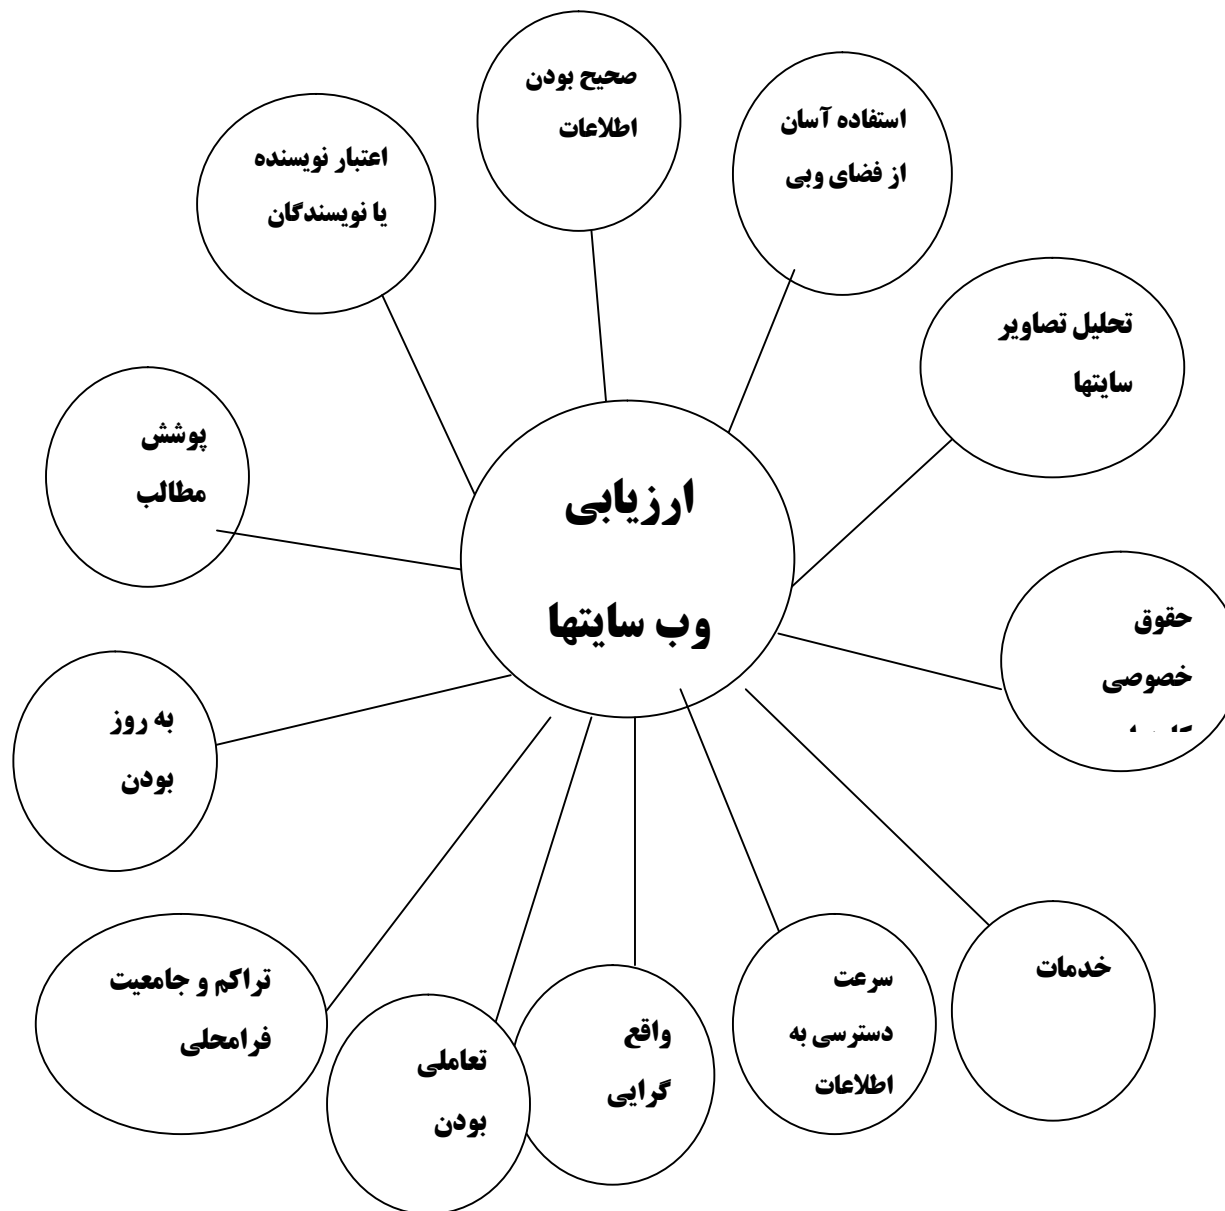 صحیح بودن
اطلاعات
استفاده آسان
از فضای وبی
اعتبار نویسنده
یا نویسندگان
تحلیل تصاویر
سایتها
پوشش
مطالب
ارزیابی
وب سایتها
حقوق
خصوصی
به روز
بودن
تراکم و جامعیت
فرامحلی
تعاملی
بودن
واقع
گرایی
سرعت
دسترسی به
اطلاعات
خدمات